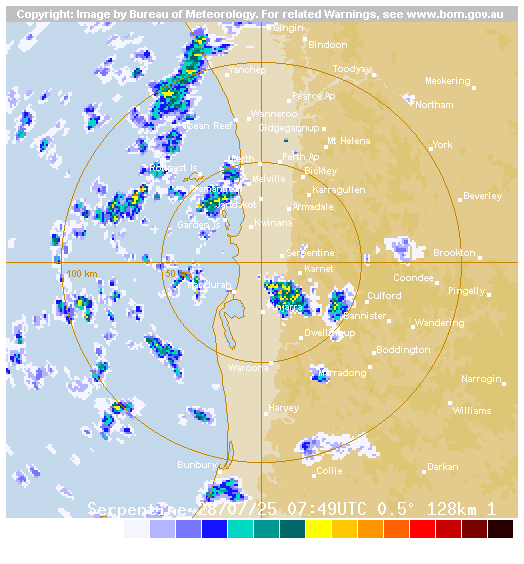 Copyright: Image by Bureau of Meteorology. For related Warnings, see www.bom.gov.au
Gingin
Bindoon
Yanchep
Toodyay
Meckering
Pearce Ap
Northam
Wanneroo
Ocean Reef
Gidgegannup
Mt Helena
York
Perth
Perth Ap
Rottnest Is
Bickley
Melville
Karragullen
Beverley
Armadale
Garden Is
Kwinana
Serpentine
Brookton
100 km
50 km
Karnet
Mandurah
Coondee
Pingelly
Culford
Bannister
Wandering
Dwellingup
Boddington
Waroona
Narrogin
Harvey
Williams
Bunbury
Collie
Darkan
Serpentine 28/07/25 07:49UTC 0.5° 128km 1